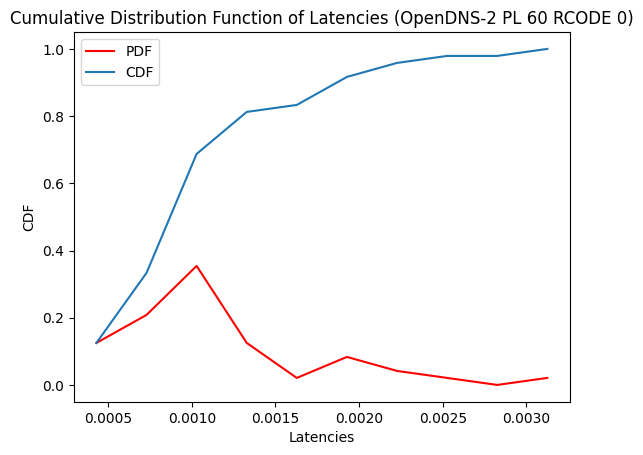 Cumulative Distribution Function of Latencies (OpenDNS-2 PL 60 RCODE 0)
PDF
CDF
1.0
0.8
0.6
0.4
0.2
0.0
CDF
0.0005 0.0010 0.0015 0.0020 0.0025 0.0030
Latencies